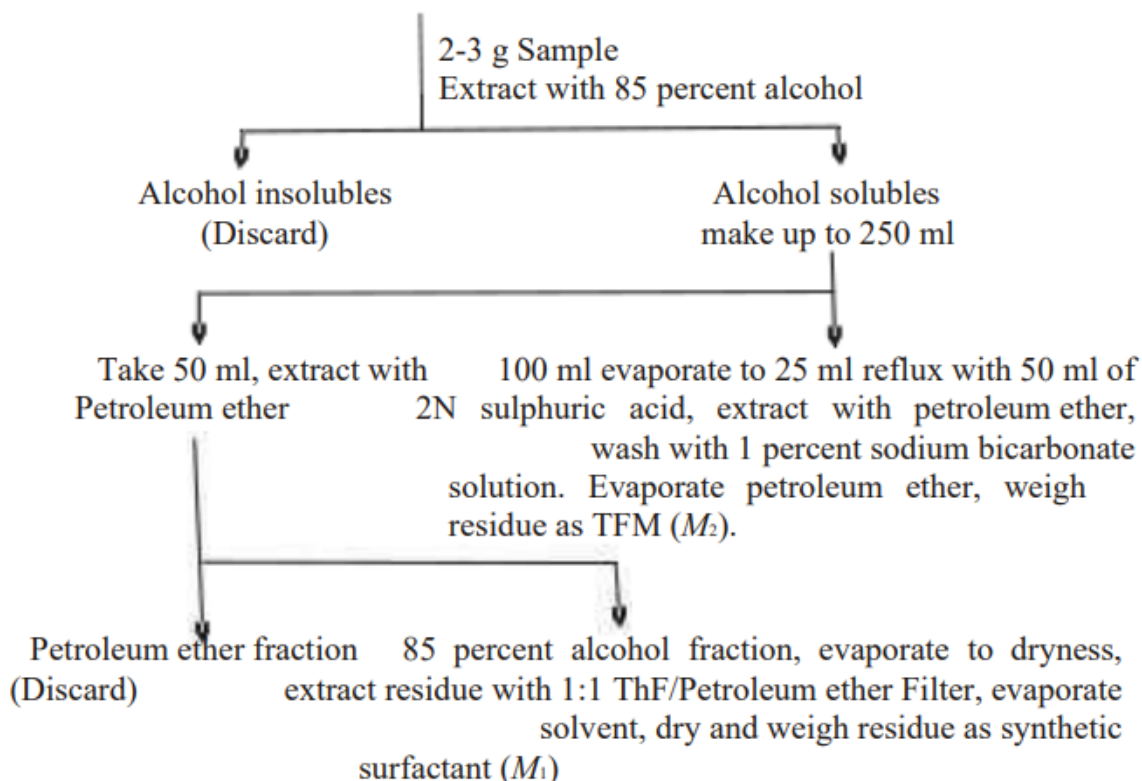 2-3 g Sample
Extract with 85 percent alcohol
Alcohol insolubles
(Discard)
Alcohol solubles
make up to 250 ml
Take 50 ml, extract with
Petroleum ether
100 ml evaporate to 25 ml reflux with 50 ml of
2N sulphuric acid, extract with petroleum ether,
wash with 1 percent sodium bicarbonate
solution. Evaporate petroleum ether, weigh
residue as TFM (M₂).
Petroleum ether fraction
(Discard)
85 percent alcohol fraction, evaporate to dryness,
extract residue with 1:1 ThF/Petroleum ether Filter, evaporate
solvent, dry and weigh residue as synthetic
surfactant (M₁)